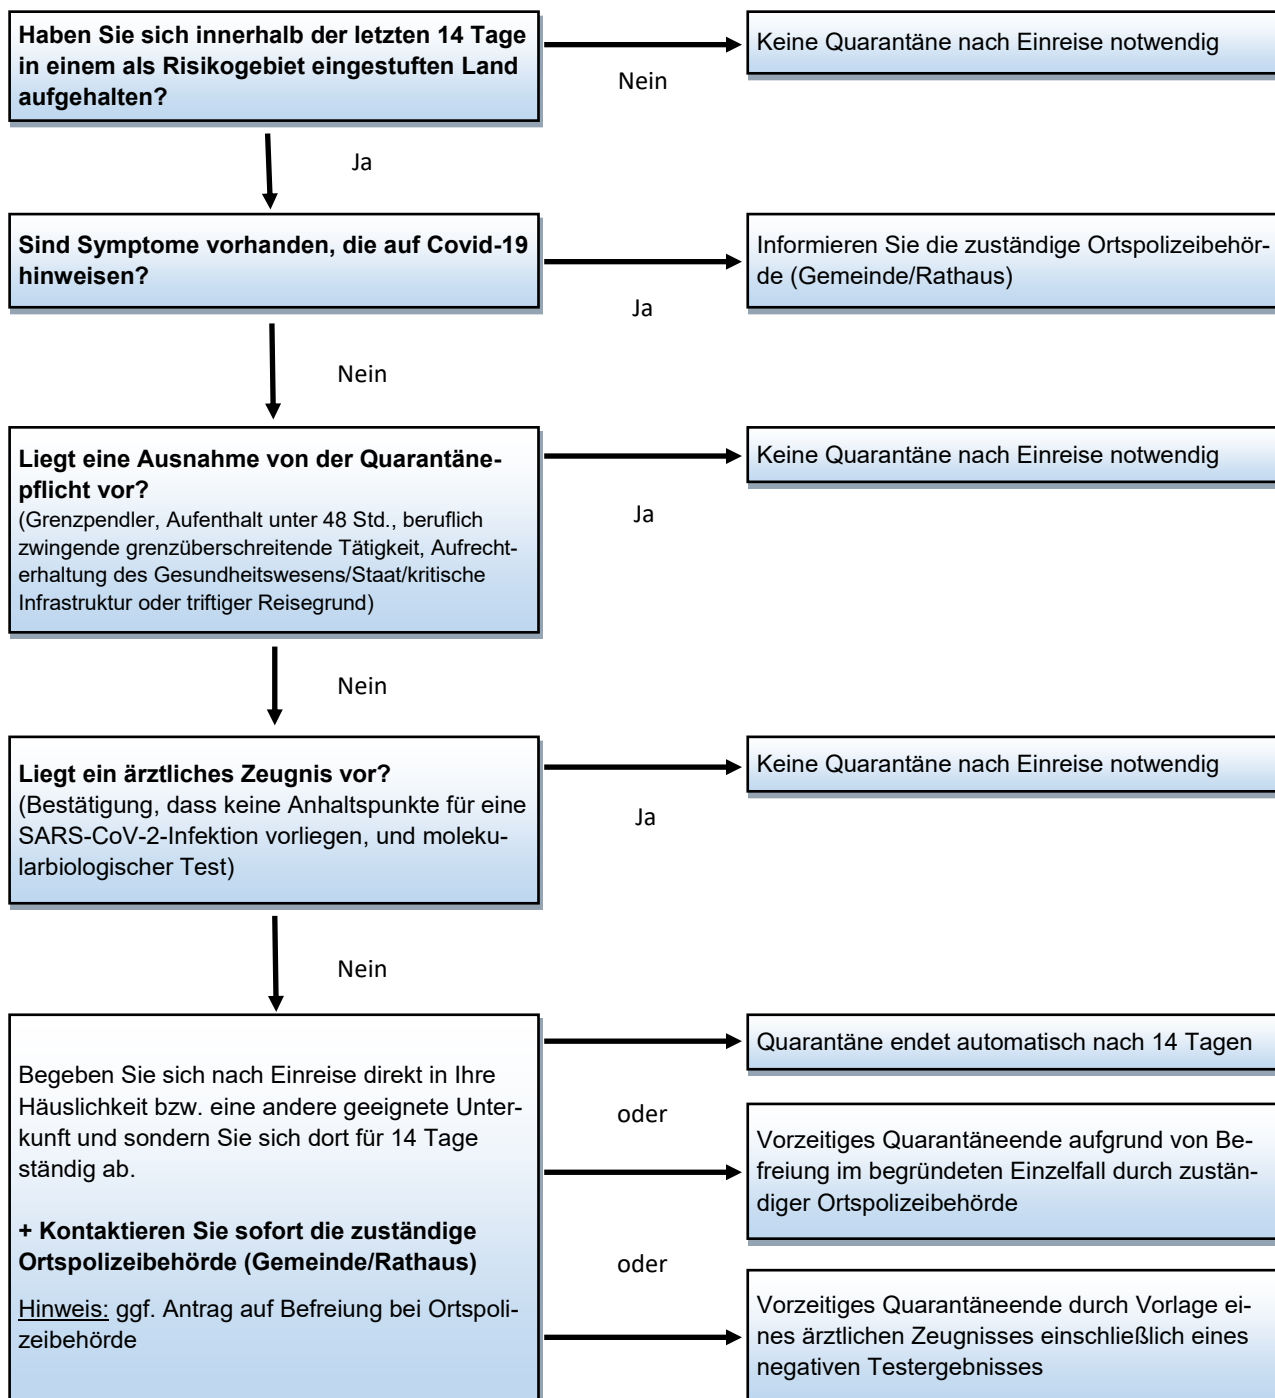 Haben Sie sich innerhalb der letzten 14 Tage
in einem als Risikogebiet eingestuften Land
aufgehalten?
Nein
Keine Quarantäne nach Einreise notwendig
Ja
Sind Symptome vorhanden, die auf Covid-19
hinweisen?
Ja
Informieren Sie die zuständige Ortspolizeibehör-
de (Gemeinde/Rathaus)
Nein
Liegt eine Ausnahme von der Quarantäne-
pflicht vor?
(Grenzpendler, Aufenthalt unter 48 Std., beruflich
zwingende grenzüberschreitende Tätigkeit, Aufrecht-
erhaltung des Gesundheitswesens/Staat/kritische
Infrastruktur oder triftiger Reisegrund)
Ja
Keine Quarantäne nach Einreise notwendig
Nein
Liegt ein ärztliches Zeugnis vor?
(Bestätigung, dass keine Anhaltspunkte für eine
SARS-CoV-2-Infektion vorliegen, und moleku-
larbiologischer Test)
Ja
Keine Quarantäne nach Einreise notwendig
Nein
Begeben Sie sich nach Einreise direkt in Ihre
Häuslichkeit bzw. eine andere geeignete Unter-
kunft und sondern Sie sich dort für 14 Tage
ständig ab.
+ Kontaktieren Sie sofort die zuständige
Ortspolizeibehörde (Gemeinde/Rathaus)
Hinweis: ggf. Antrag auf Befreiung bei Ortspoli-
zeibehörde
Quarantäne endet automatisch nach 14 Tagen
oder
Vorzeitiges Quarantäneende aufgrund von Be-
freiung im begründeten Einzelfall durch zustän-
diger Ortspolizeibehörde
oder
Vorzeitiges Quarantäneende durch Vorlage ei-
nes ärztlichen Zeugnisses einschließlich eines
negativen Testergebnisses